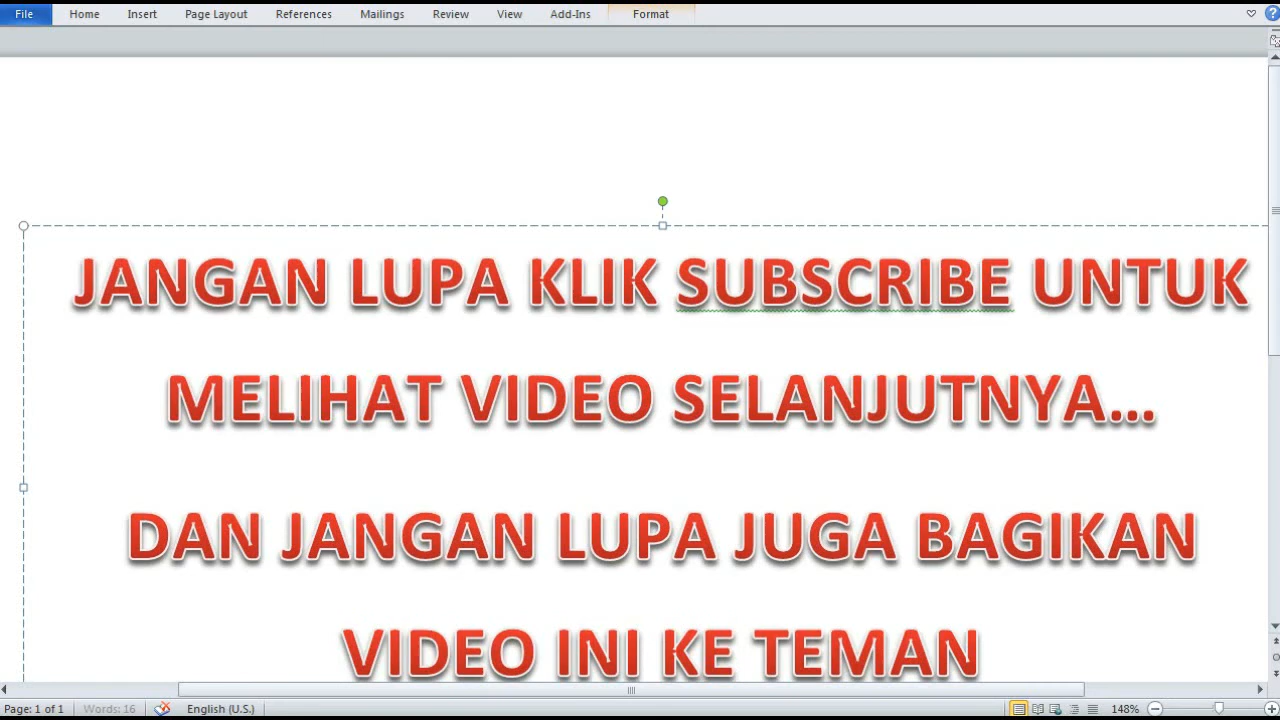 File Home Insert Page Layout References Mailings Review View Add-Ins Format
JANGAN LUPA KLIK SUBSCRIBE UNTUK
MELIHAT VIDEO SELANJUTNYA...
DAN JANGAN LUPA JUGA BAGIKAN
VIDEO INI KE TEMAN
Page: 1 of 1 Words: 16 English (U.S.) 148%